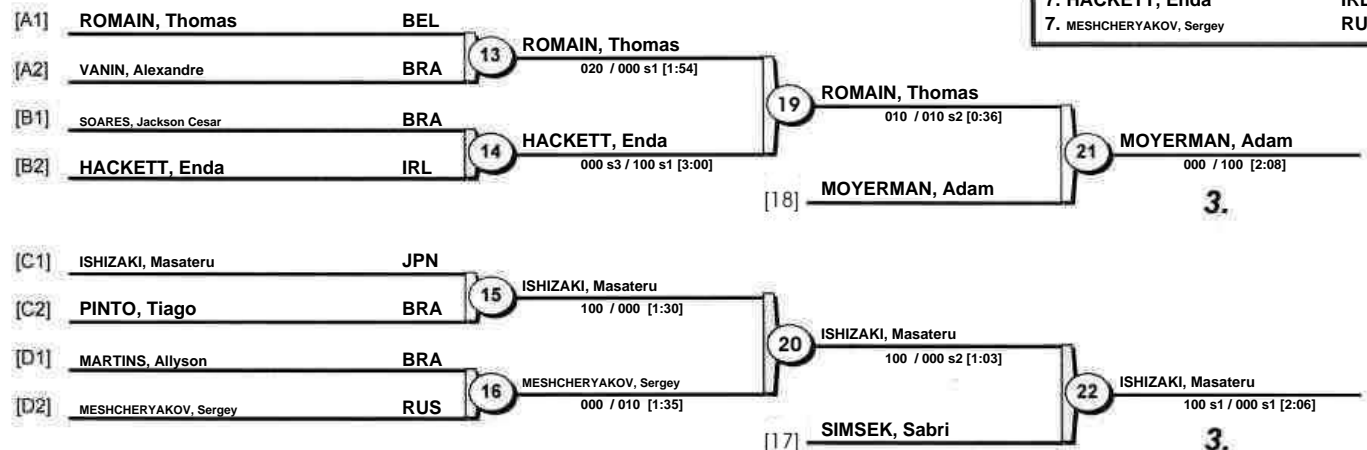 7. HACKETT, Enda
7. MESHCHERYAKOV, Sergey RUS
[A1] ROMAIN, Thomas BEL
13 ROMAIN, Thomas
020 / 000 s1 [1:54]
[A2] VANIN, Alexandre BRA
19 ROMAIN, Thomas
010 / 010 s2 [0:36]
[B1] SOARES, Jackson Cesar BRA
14 HACKETT, Enda
000 s3 / 100 s1 [3:00]
21 MOYERMAN, Adam
000 / 100 [2:08]
[B2] HACKETT, Enda IRL
[18] MOYERMAN, Adam
3.
[C1] ISHIZAKI, Masateru JPN
15 ISHIZAKI, Masateru
100 / 000 [1:30]
[C2] PINTO, Tiago BRA
20 ISHIZAKI, Masateru
100 / 000 s2 [1:03]
[D1] MARTINS, Allyson BRA
16 MESHCHERYAKOV, Sergey
000 / 010 [1:35]
22 ISHIZAKI, Masateru
100 s1 / 000 s1 [2:06]
[D2] MESHCHERYAKOV, Sergey RUS
[17] SIMSEK, Sabri
3.